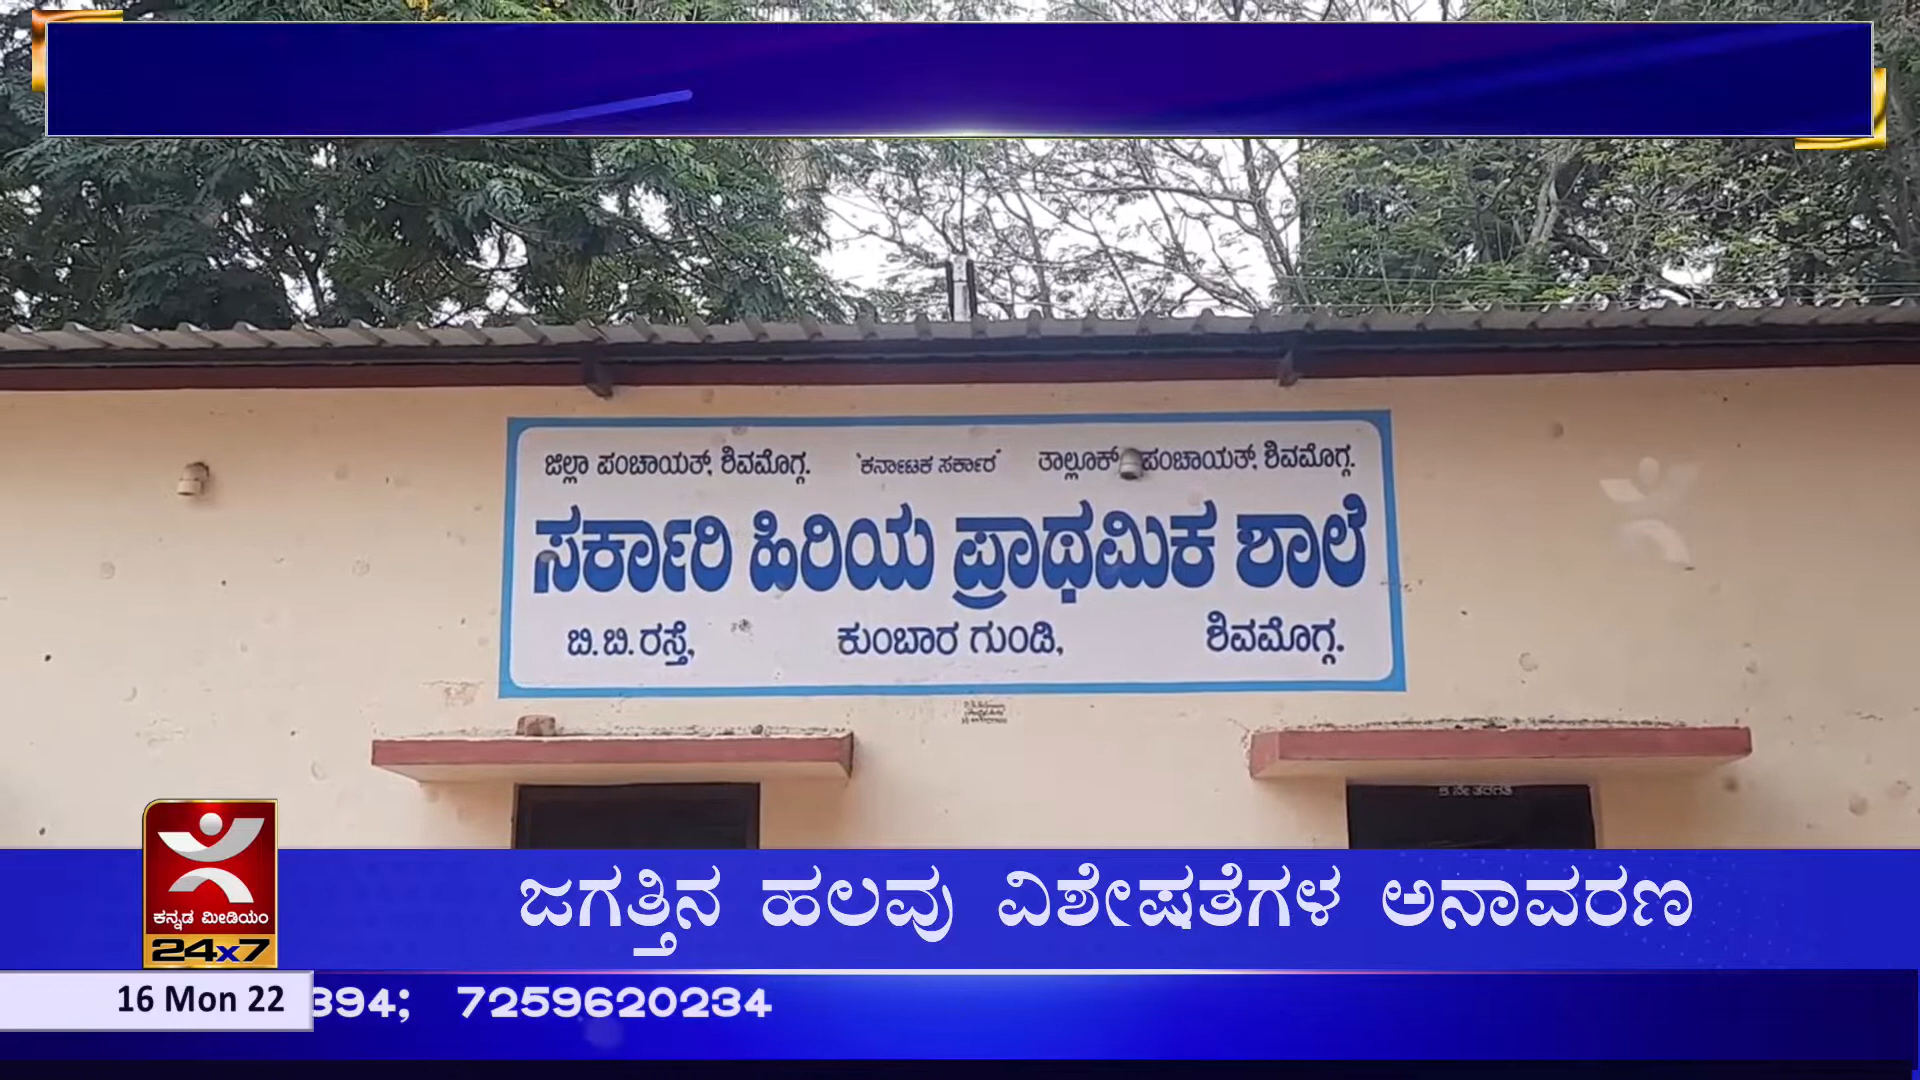 ಜಿಲ್ಲಾ ಪಂಚಾಯತ್, ಶಿವಮೊಗ್ಗ. 'ಕರ್ನಾಟಕ ಸರ್ಕಾರ' ತಾಲ್ಲೂಕ್ ಪಂಚಾಯತ್, ಶಿವಮೊಗ್ಗ.
ಸರ್ಕಾರಿ ಹಿರಿಯ ಪ್ರಾಥಮಿಕ ಶಾಲೆ
ಬಿ.ಬಿ.ರಸ್ತೆ, ಕುಂಬಾರ ಗುಂಡಿ, ಶಿವಮೊಗ್ಗ.
ಜಗತ್ತಿನ ಹಲವು ವಿಶೇಷತೆಗಳ ಅನಾವರಣ
ಕನ್ನಡ ಮೀಡಿಯಂ
24x7
16 Mon 22 394; 7259620234